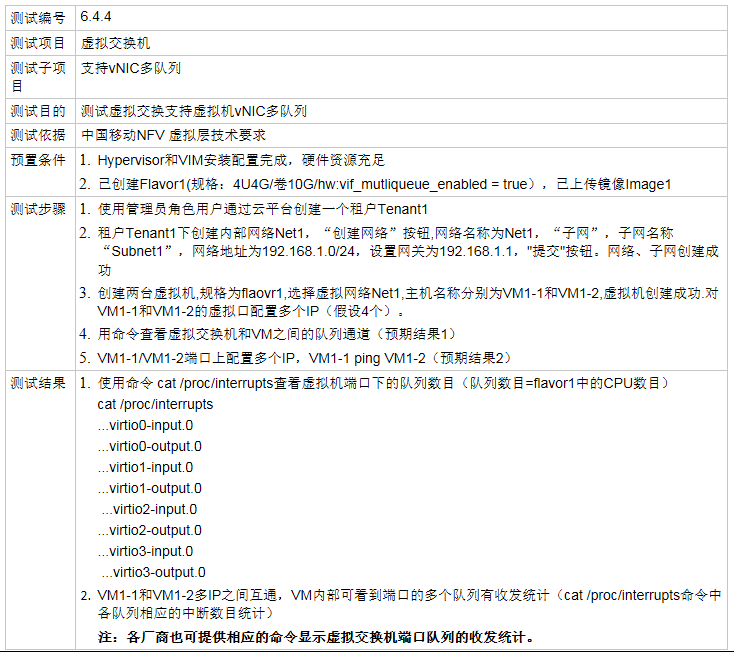 测试编号 6.4.4
测试项目 虚拟交换机
测试子项 支持vNIC多队列
目
测试目的 测试虚拟交换支持虚拟机vNIC多队列
测试依据 中国移动NFV 虚拟层技术要求
预置条件 1. Hypervisor和VIM安装配置完成，硬件资源充足
2. 已创建Flavor1(规格：4U4G/卷10G/hw:vif_mutliqueue_enabled = true），已上传镜像Image1
测试步骤 1. 使用管理员角色用户通过云平台创建一个租户Tenant1
2. 租户Tenant1下创建内部网络Net1，“创建网络”按钮,网络名称为Net1，“子网”，子网名称
“Subnet1”，网络地址为192.168.1.0/24，设置网关为192.168.1.1，"提交"按钮。网络、子网创建成
功
3. 创建两台虚拟机,规格为flaovr1,选择虚拟网络Net1,主机名称分别为VM1-1和VM1-2,虚拟机创建成功.对
VM1-1和VM1-2的虚拟口配置多个IP（假设4个）。
4. 用命令查看虚拟交换机和VM之间的队列通道（预期结果1）
5. VM1-1/VM1-2端口上配置多个IP，VM1-1 ping VM1-2（预期结果2）
测试结果 1. 使用命令 cat /proc/interrupts查看虚拟机端口下的队列数目（队列数目=flavor1中的CPU数目）
cat /proc/interrupts
...virtio0-input.0
...virtio0-output.0
...virtio1-input.0
...virtio1-output.0
...virtio2-input.0
...virtio2-output.0
...virtio3-input.0
...virtio3-output.0
2. VM1-1和VM1-2多IP之间互通，VM内部可看到端口的多个队列有收发统计（cat /proc/interrupts命令中
各队列相应的中断数目统计）
注：各厂商也可提供相应的命令显示虚拟交换机端口队列的收发统计。